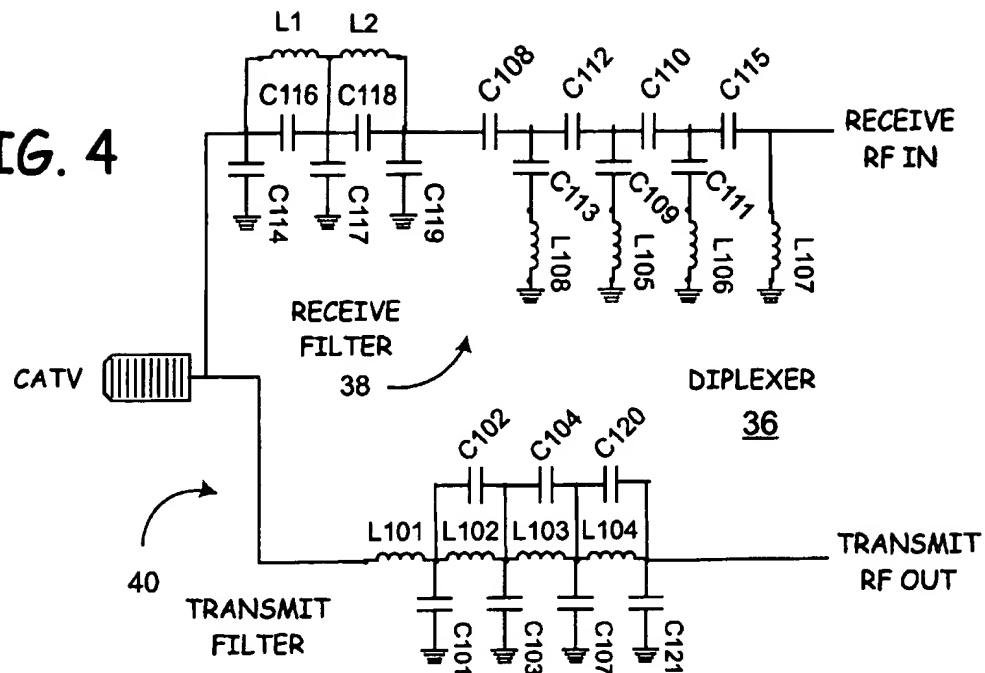 L1 L2
C116 C118
C108 C112 C110 C115
IG. 4
RECEIVE
RF IN
C114 C117 C119
C113 C109 C111
L108 L105 L106 L107
RECEIVE
FILTER
38
CATV
DIPLEXER
36
C102 C104 C120
L101 L102 L103 L104
TRANSMIT
RF OUT
40
TRANSMIT
FILTER
C101 C103 C107 C121